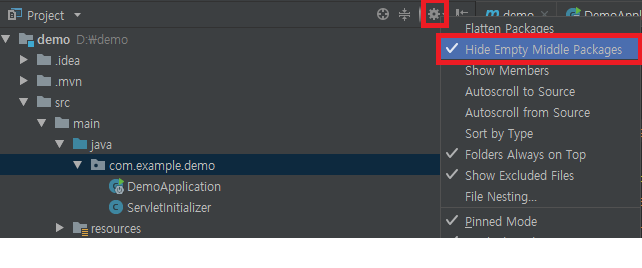 Project
demo
DemoApp
demo D:₩demo
.idea
.mvn
src
main
java
com.example.demo
DemoApplication
ServletInitializer
resources
Flatten Packages
Hide Empty Middle Packages
Show Members
Autoscroll to Source
Autoscroll from Source
Sort by Type
Folders Always on Top
Show Excluded Files
File Nesting...
Pinned Mode